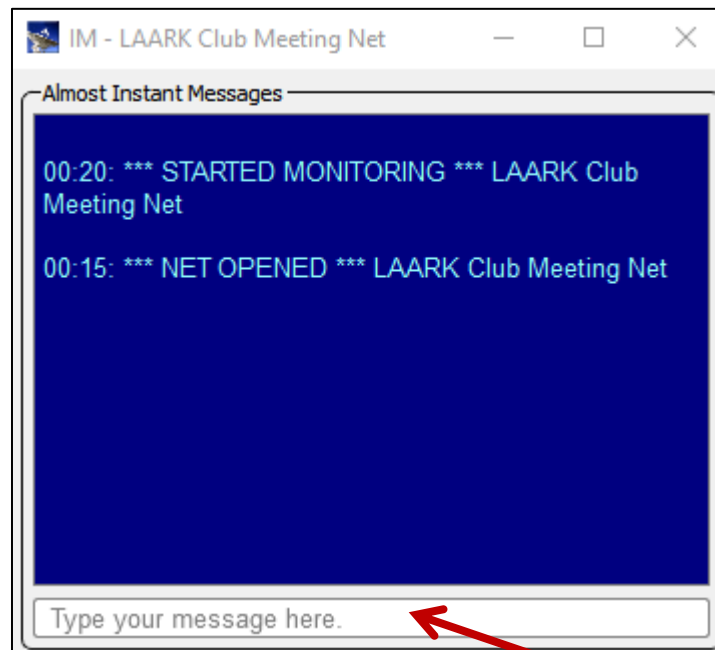 IM - LAARK Club Meeting Net
Almost Instant Messages
00:20: *** STARTED MONITORING *** LAARK Club
Meeting Net
00:15: *** NET OPENED *** LAARK Club Meeting Net
Type your message here.